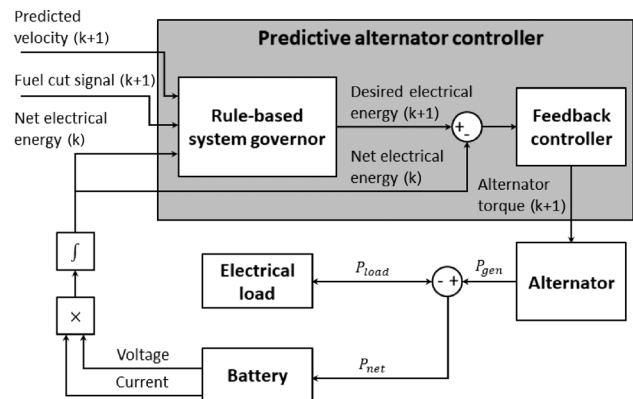 Predicted
velocity (k+1)
Predictive alternator controller
Fuel cut signal (k+1)
Net electrical
energy (k)
Rule-based
system governor
Desired electrical
energy (k+1)
+
-
Feedback
controller
Net electrical
energy (k)
Alternator
torque (k+1)
∫
Electrical
load
P_load
- +
P_gen
Alternator
×
Voltage
Current
Battery
P_net